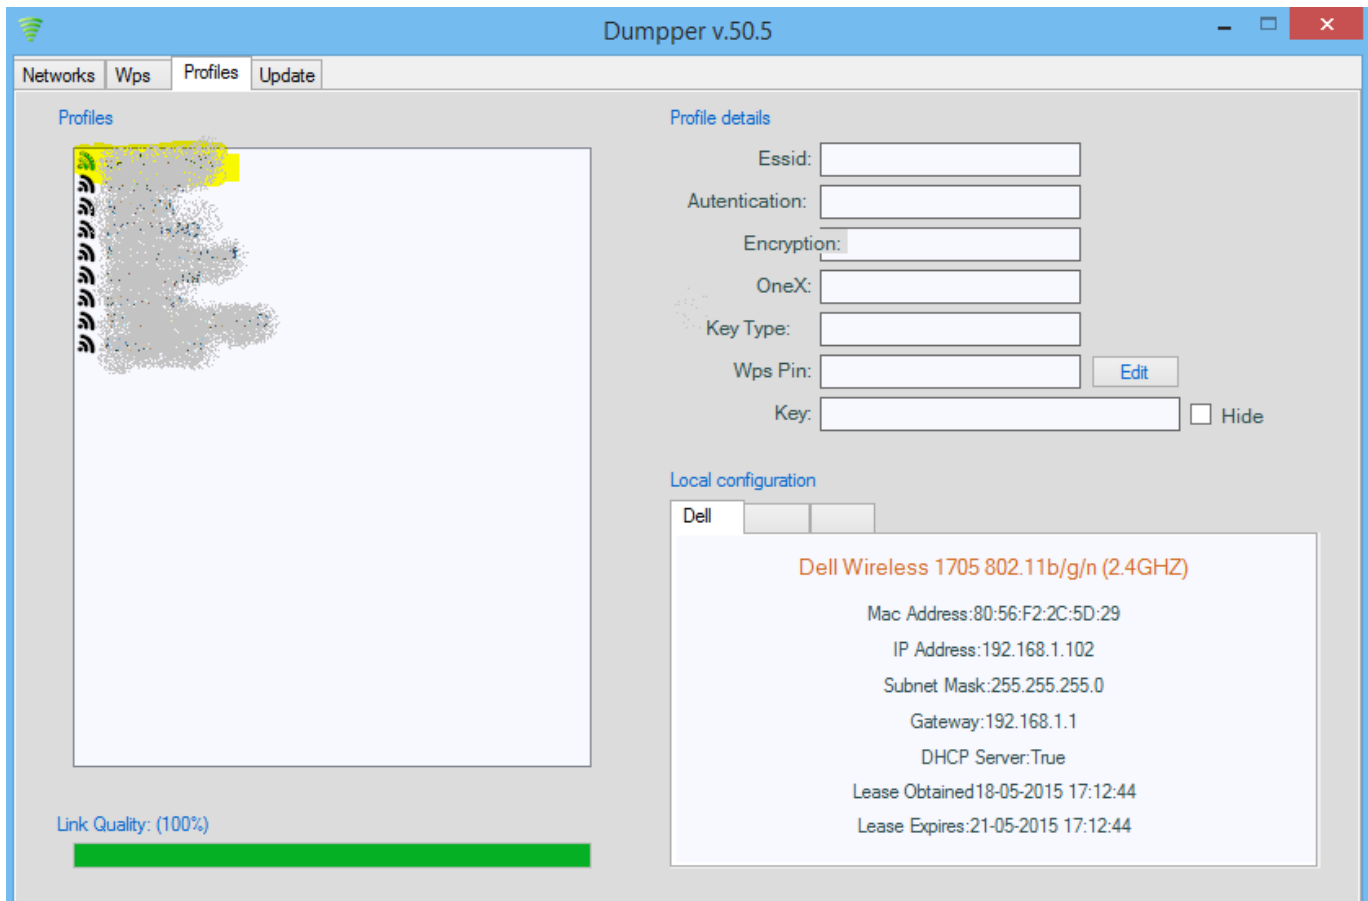 Dumpper v.50.5
Networks Wps Profiles Update
Profiles
Link Quality: (100%)
Profile details
Essid:
Autentication:
Encryption:
OneX:
Key Type:
Wps Pin: Edit
Key: Hide
Local configuration
Dell
Dell Wireless 1705 802.11b/g/n (2.4GHZ)
Mac Address:80:56:F2:2C:5D:29
IP Address:192.168.1.102
Subnet Mask:255.255.255.0
Gateway:192.168.1.1
DHCP Server:True
Lease Obtained18-05-2015 17:12:44
Lease Expires:21-05-2015 17:12:44